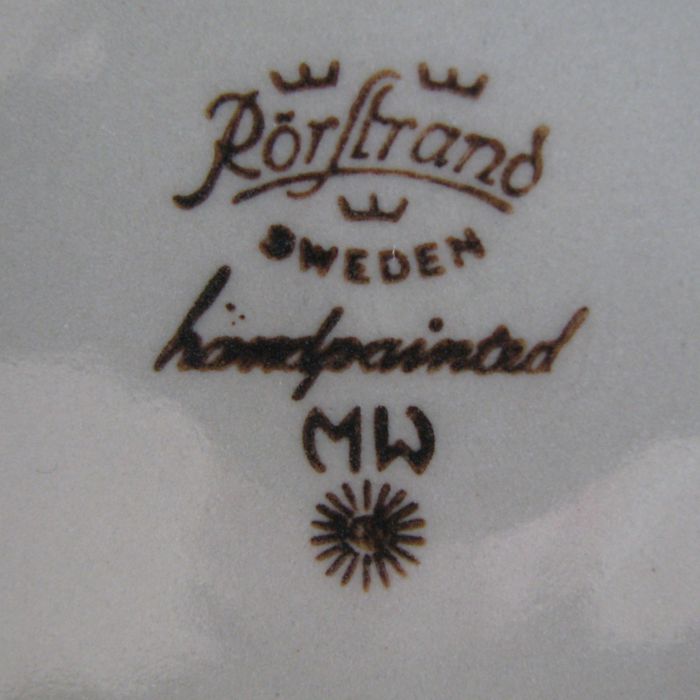 Rörstrand
SWEDEN
handpainted
MW